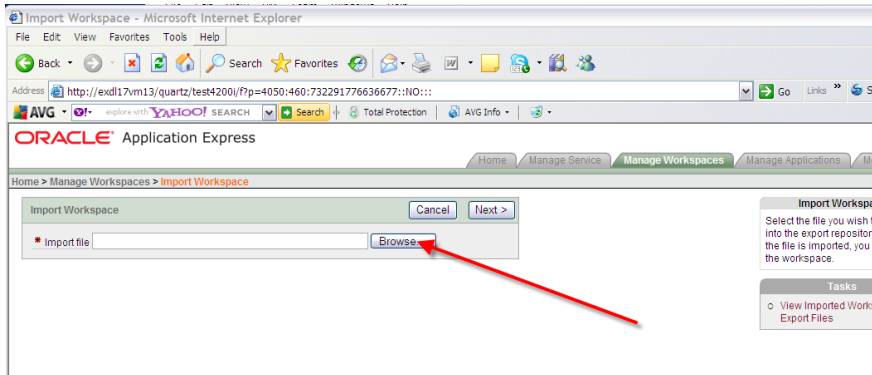 Import Workspace - Microsoft Internet Explorer
File Edit View Favorites Tools Help
Back Search Favorites
Address http://exdl17vm13/quartz/test4200i/f?p=4050:460:732291776636677::NO::: Go Links
AVG explore with YAHOO! SEARCH Search Total Protection AVG Info
ORACLE Application Express
Home Manage Service Manage Workspaces Manage Applications
Home > Manage Workspaces > Import Workspace
Import Workspace Cancel Next >
* Import file Browse...
Import Workspa
Select the file you wish
into the export repositor
the file is imported, you
the workspace.
Tasks
View Imported Works
Export Files